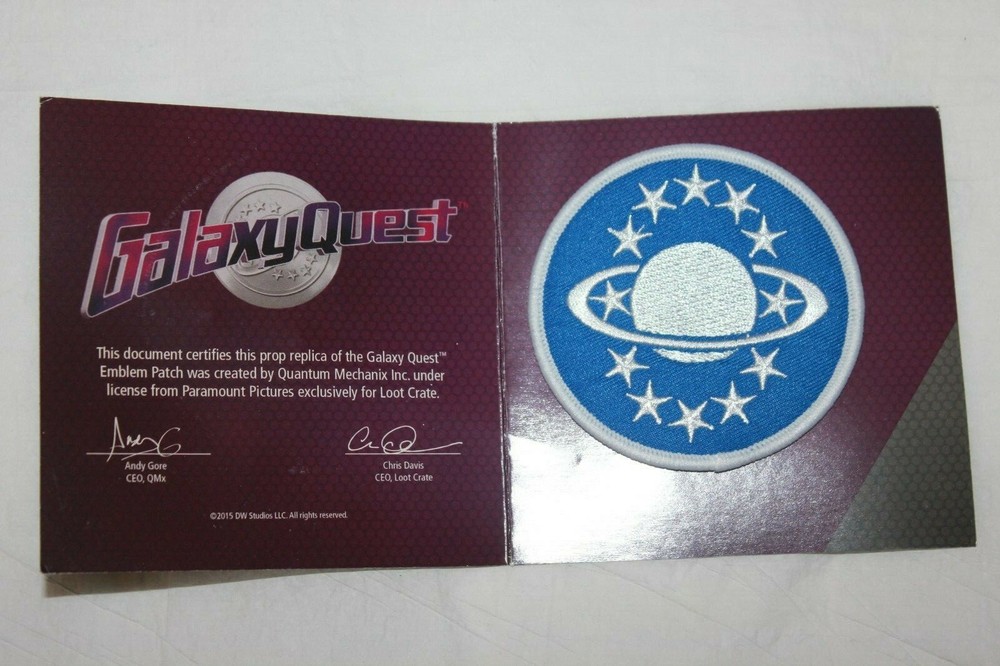 GalaxyQuest
This document certifies this prop replica of the Galaxy Quest™
Emblem Patch was created by Quantum Mechanix Inc. under
license from Paramount Pictures exclusively for Loot Crate.
Andy Gore
CEO, QMx
Chris Davis
CEO, Loot Crate
©2015 DW Studios LLC. All rights reserved.